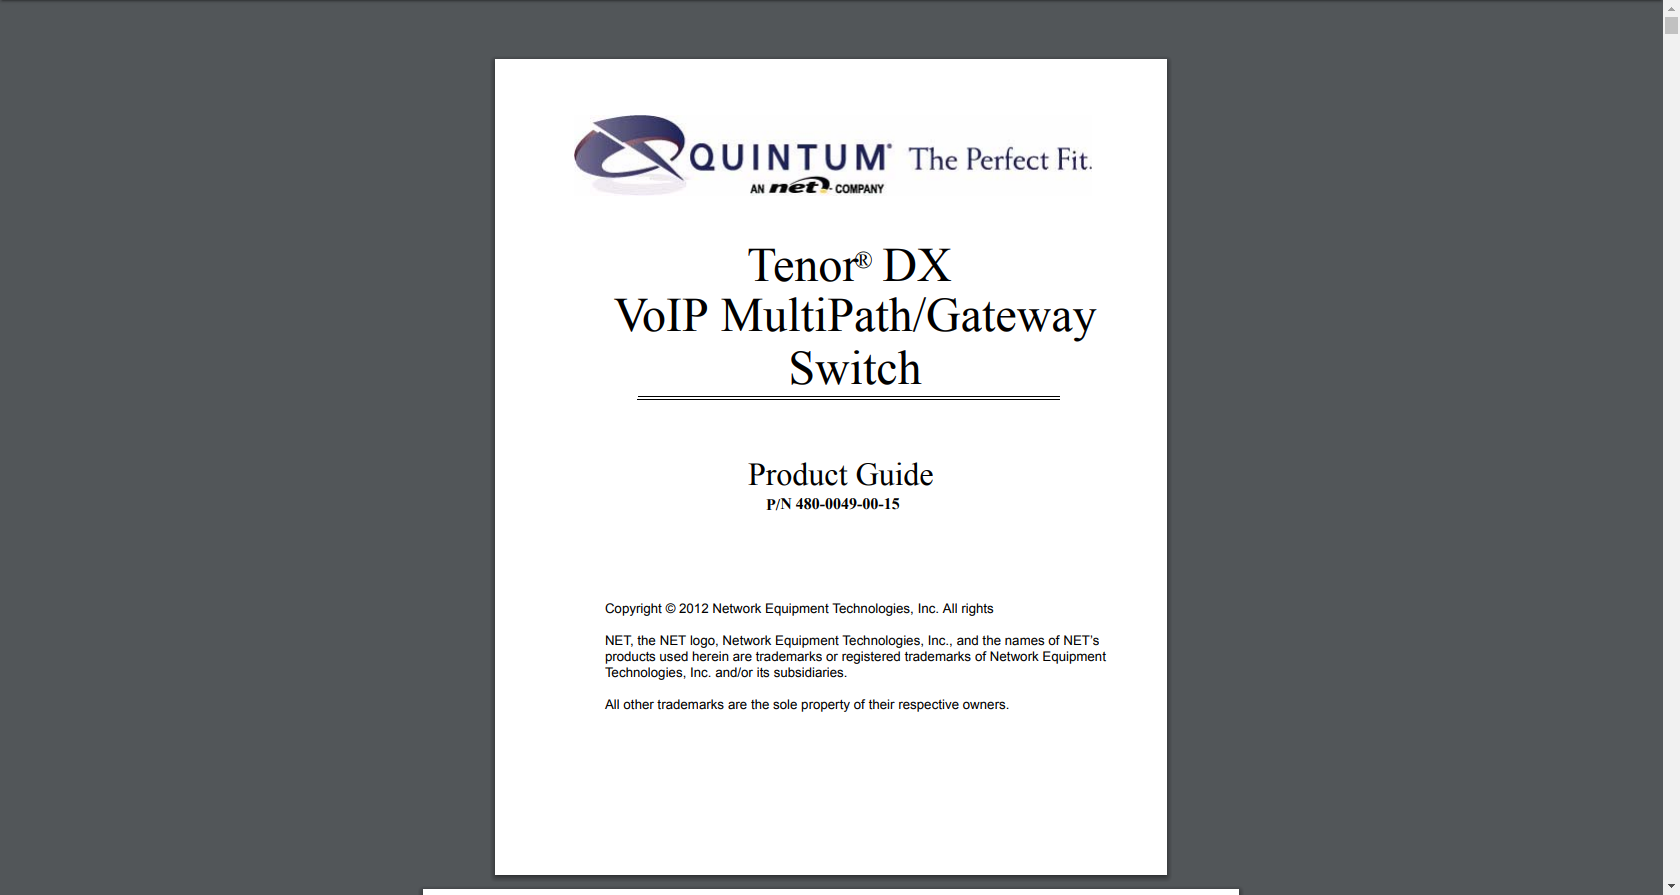 QUINTUM® The Perfect Fit.
AN net COMPANY
Tenor® DX
VoIP MultiPath/Gateway
Switch
Product Guide
P/N 480-0049-00-15
Copyright © 2012 Network Equipment Technologies, Inc. All rights
NET, the NET logo, Network Equipment Technologies, Inc., and the names of NET’s
products used herein are trademarks or registered trademarks of Network Equipment
Technologies, Inc. and/or its subsidiaries.
All other trademarks are the sole property of their respective owners.